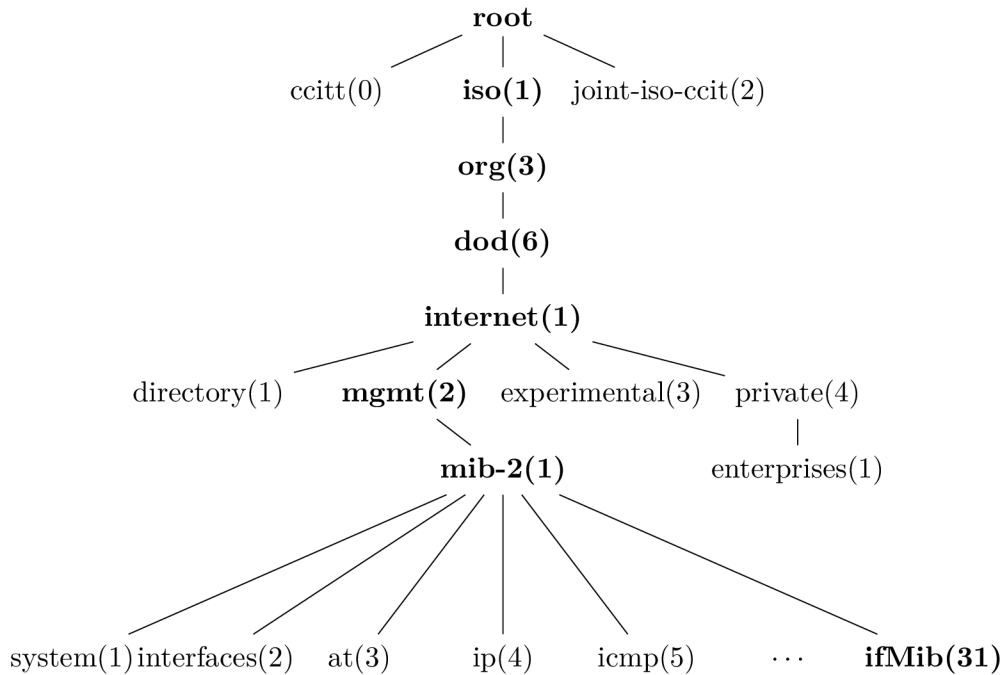 root
ccitt(0) iso(1) joint-iso-ccit(2)
org(3)
dod(6)
internet(1)
directory(1) mgmt(2) experimental(3) private(4)
mib-2(1) enterprises(1)
system(1) interfaces(2) at(3) ip(4) icmp(5) ... ifMib(31)